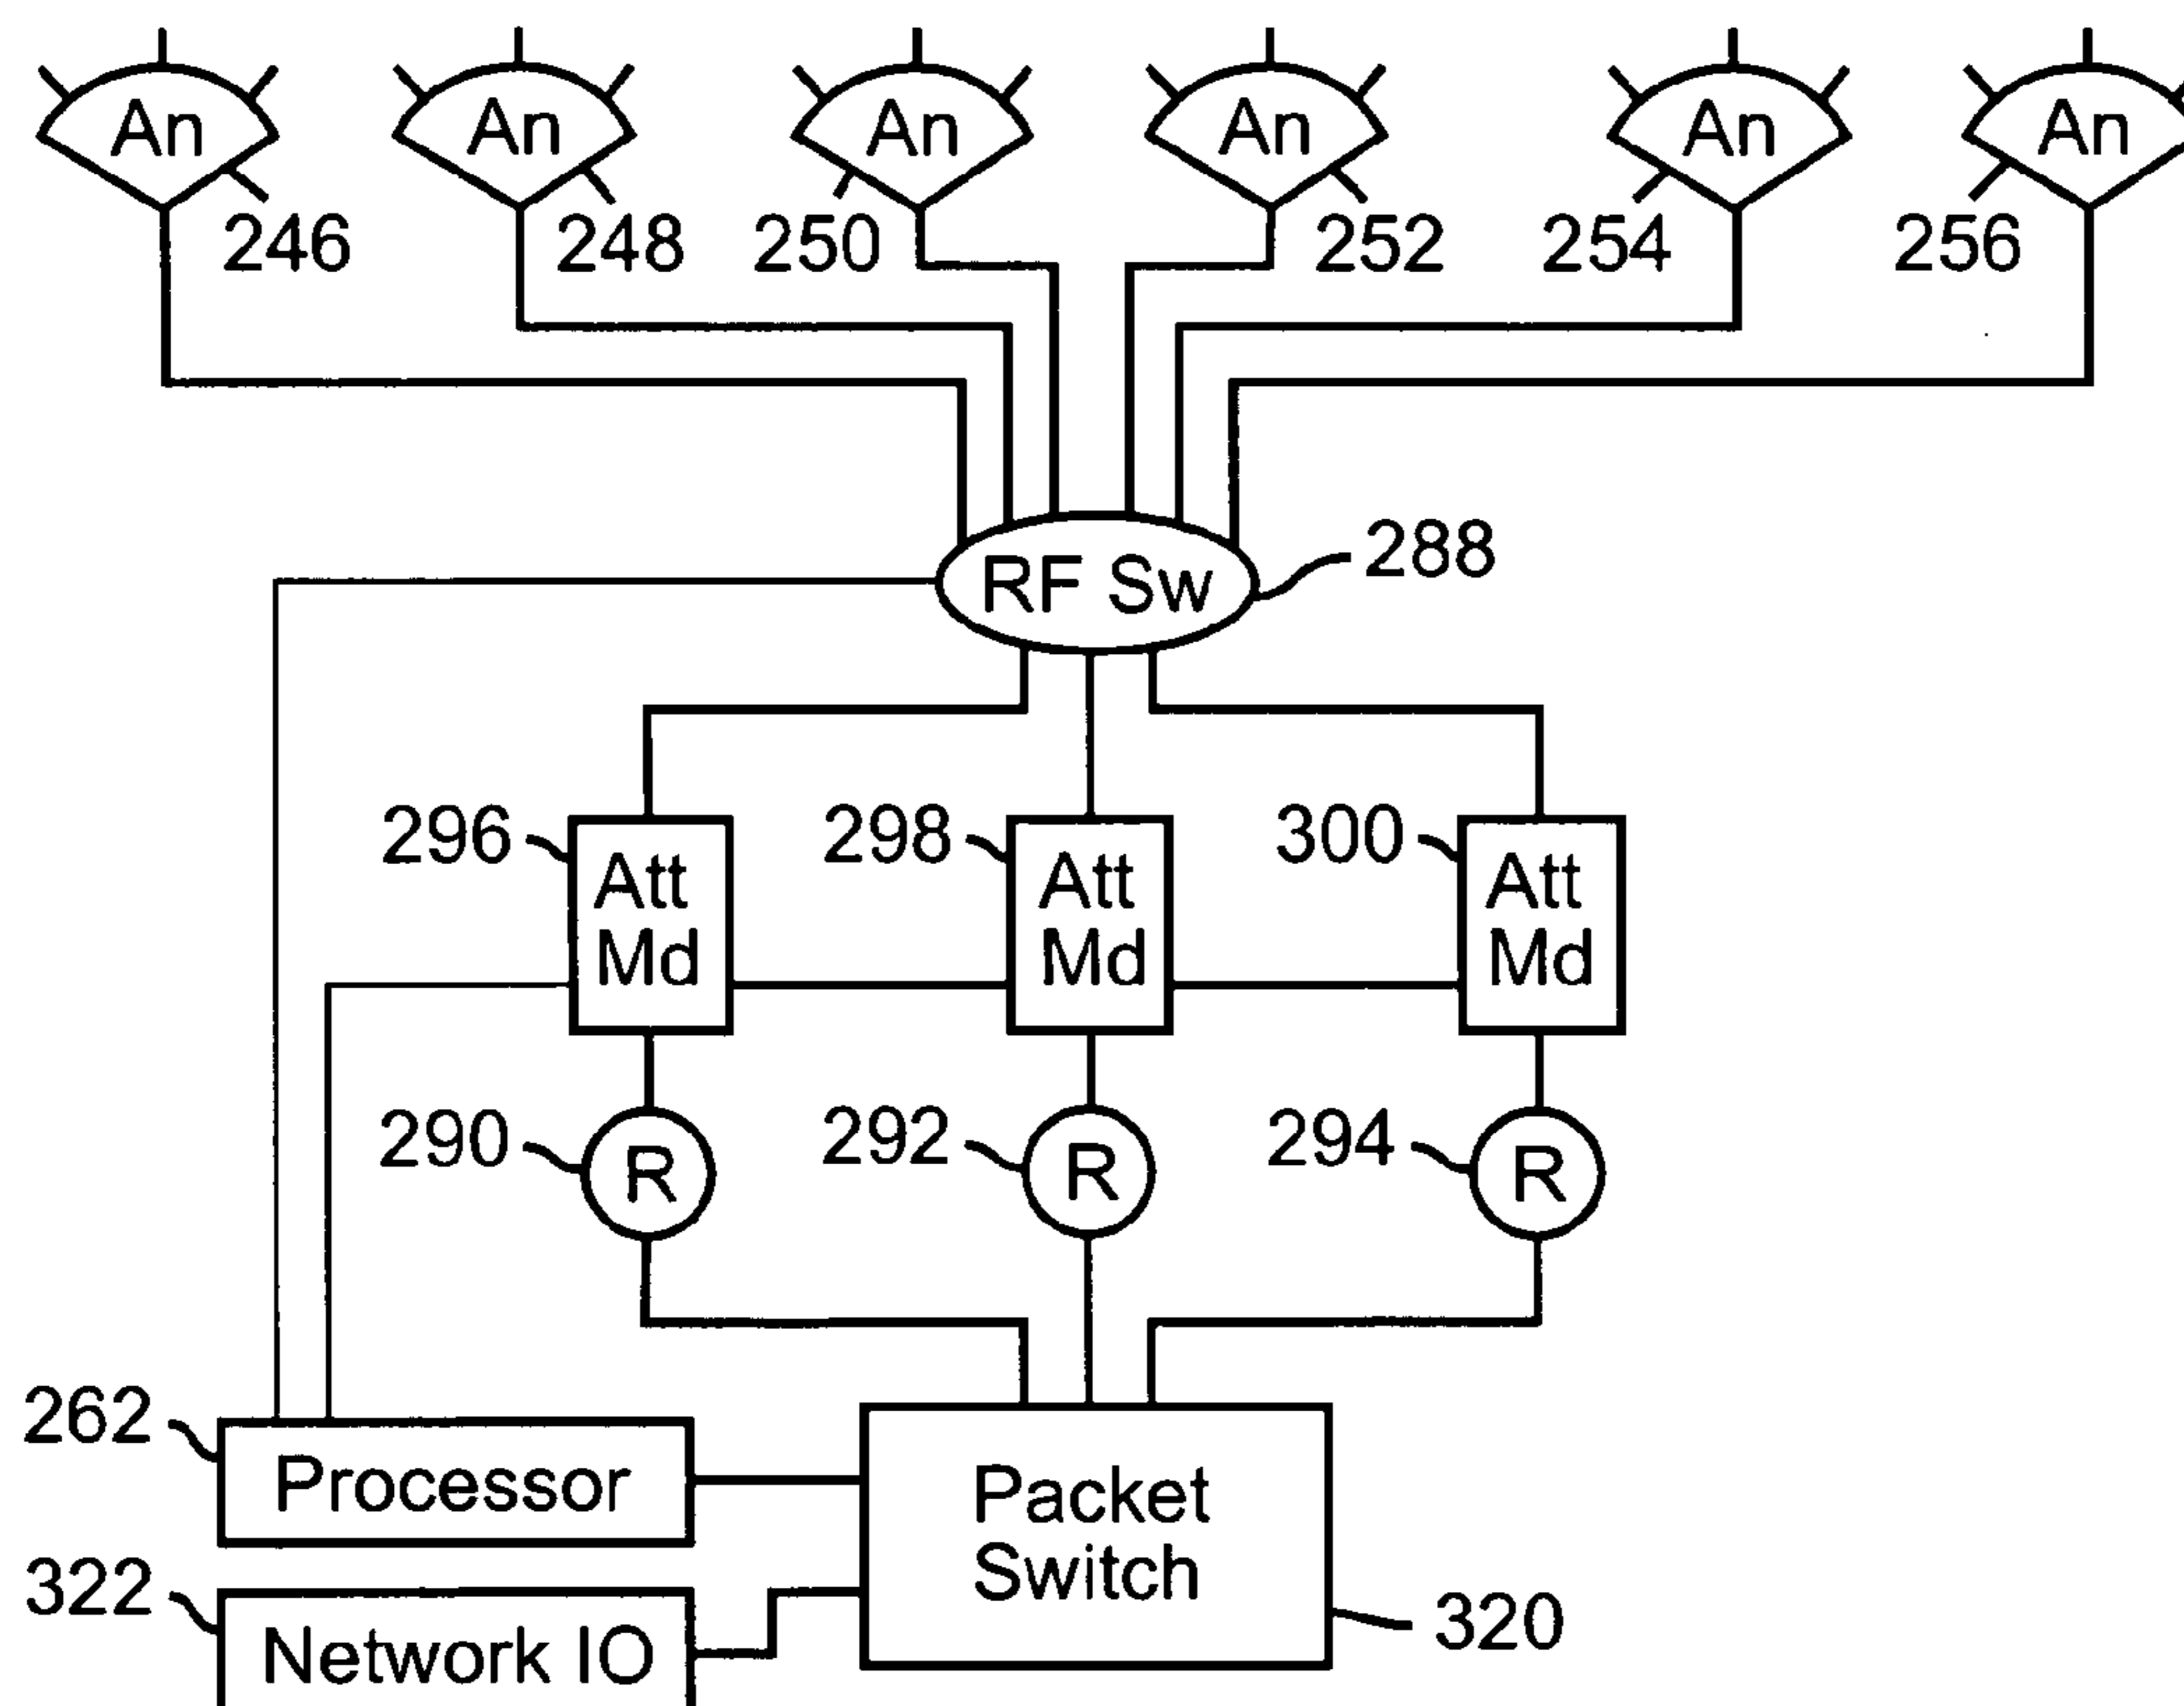 An An An An An An
246 248 250 252 254 256
RF Sw 288
296 298 300
Att Att Att
Md Md Md
290 292 294
R R R
262
Processor
Packet
Switch
322
Network IO
320